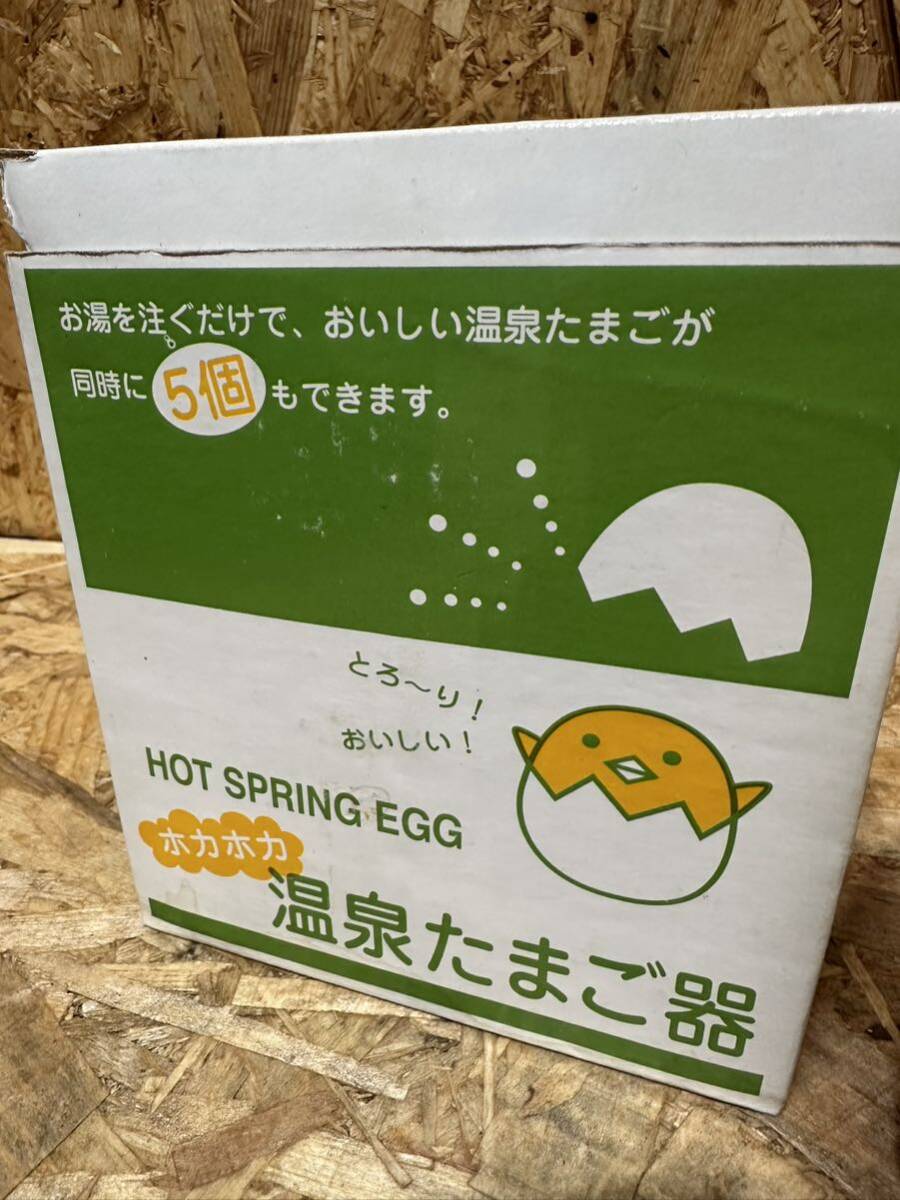 お湯を注ぐだけで、おいしい温泉たまごが
同時に5個もできます。
とろ〜り！
おいしい！
HOT SPRING EGG
ホカホカ
温泉たまご器